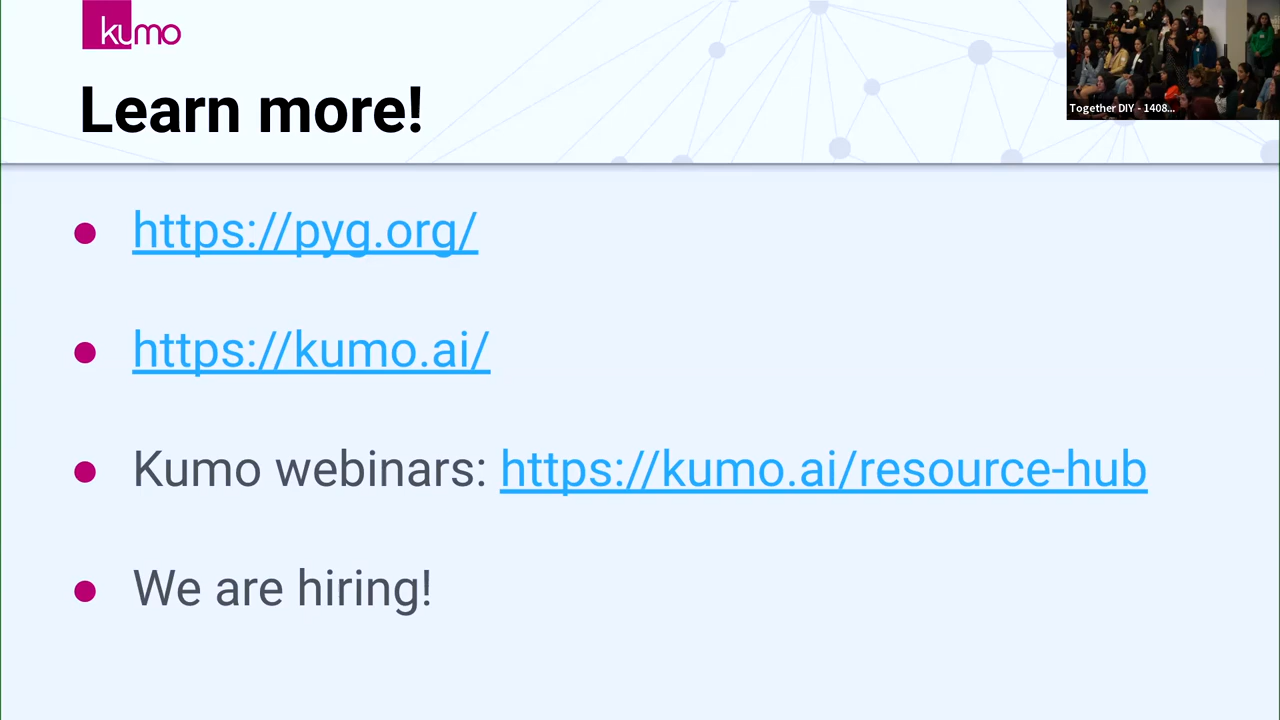 kumo
Learn more!
Together DIY - 1408...
https://pyg.org/
https://kumo.ai/
Kumo webinars: https://kumo.ai/resource-hub
We are hiring!